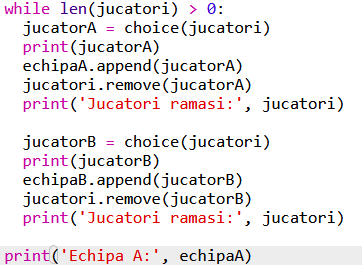 while len(jucatori) > 0:
  jucatorA = choice(jucatori)
  print(jucatorA)
  echipaA.append(jucatorA)
  jucatori.remove(jucatorA)
  print('Jucatori ramasi:', jucatori)

  jucatorB = choice(jucatori)
  print(jucatorB)
  echipaB.append(jucatorB)
  jucatori.remove(jucatorB)
  print('Jucatori ramasi:', jucatori)

print('Echipa A:', echipaA)